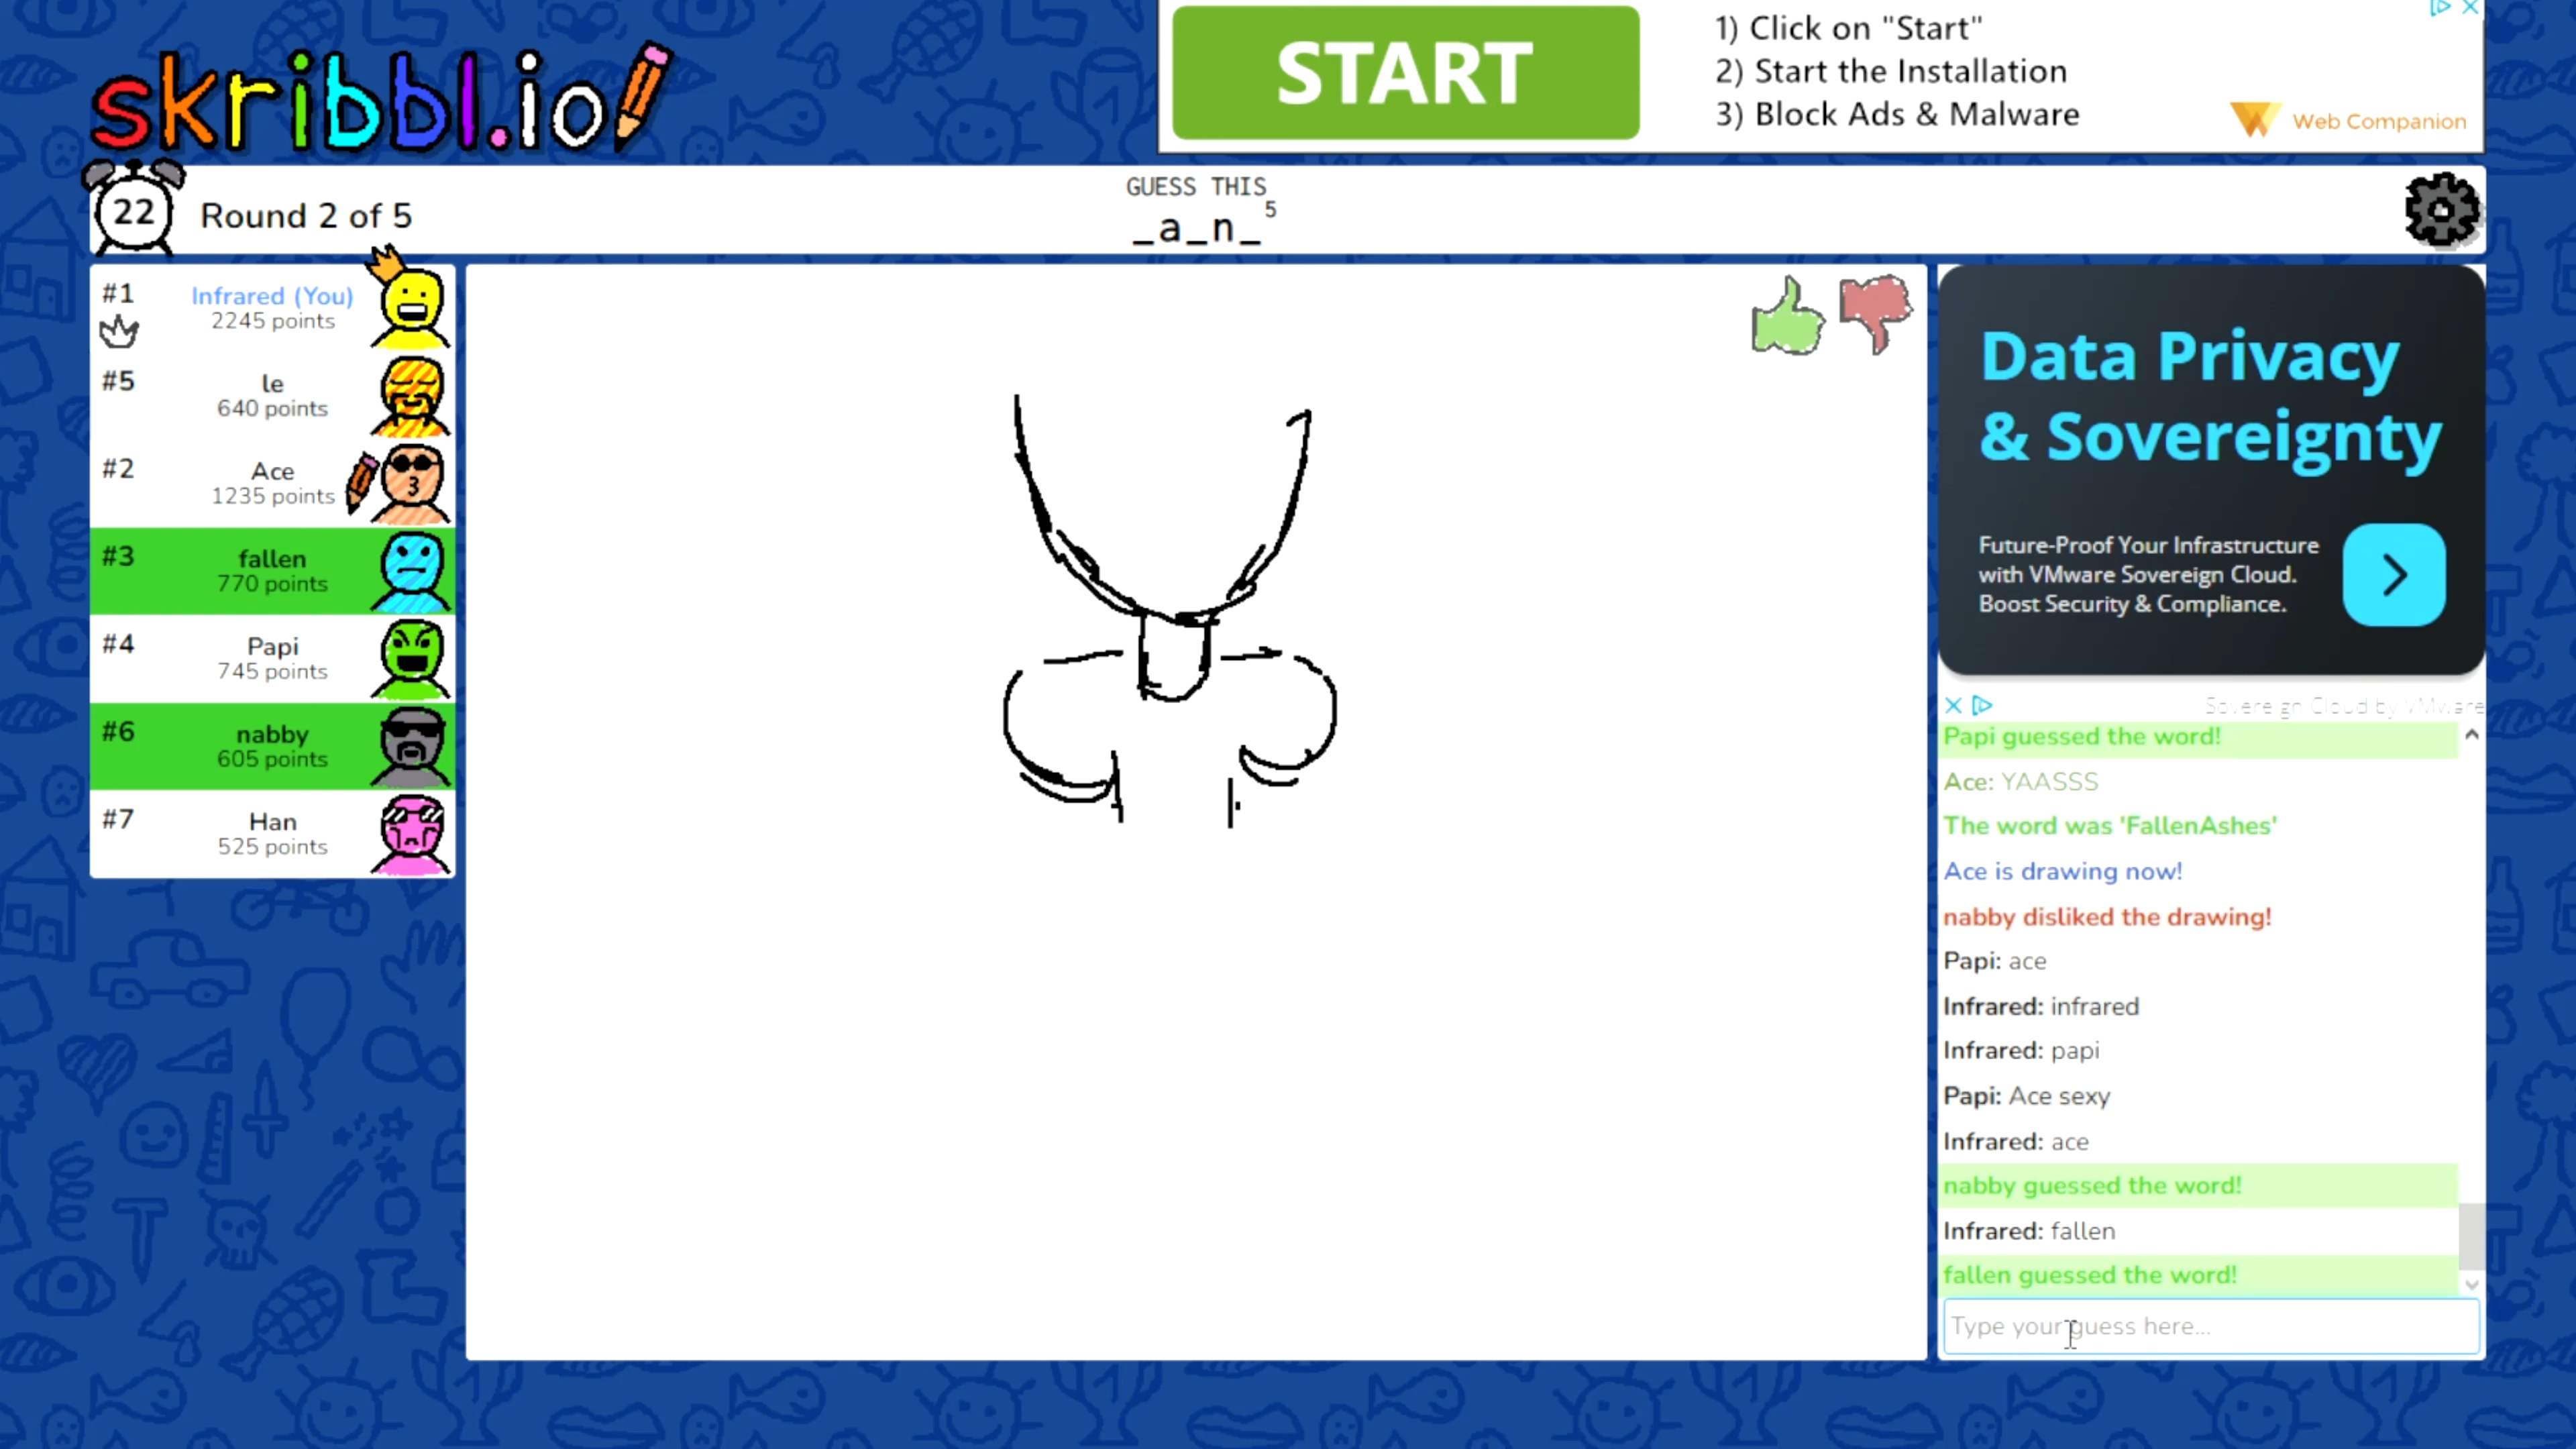 skribbl.io
START
1) Click on "Start"
2) Start the Installation
3) Block Ads & Malware
Web Companion
22
Round 2 of 5
GUESS THIS
_a_n_ 5
#1
Infrared (You)
2245 points
#5
le
640 points
#2
Ace
1235 points
#3
fallen
770 points
#4
Papi
745 points
#6
nabby
605 points
#7
Han
525 points
Data Privacy
& Sovereignty
Future-Proof Your Infrastructure
with VMware Sovereign Cloud.
Boost Security & Compliance.
Sovereign Cloud by VMware
Papi guessed the word!
Ace: YAASSS
The word was 'FallenAshes'
Ace is drawing now!
nabby disliked the drawing!
Papi: ace
Infrared: infrared
Infrared: papi
Papi: Ace sexy
Infrared: ace
nabby guessed the word!
Infrared: fallen
fallen guessed the word!
Type your guess here...